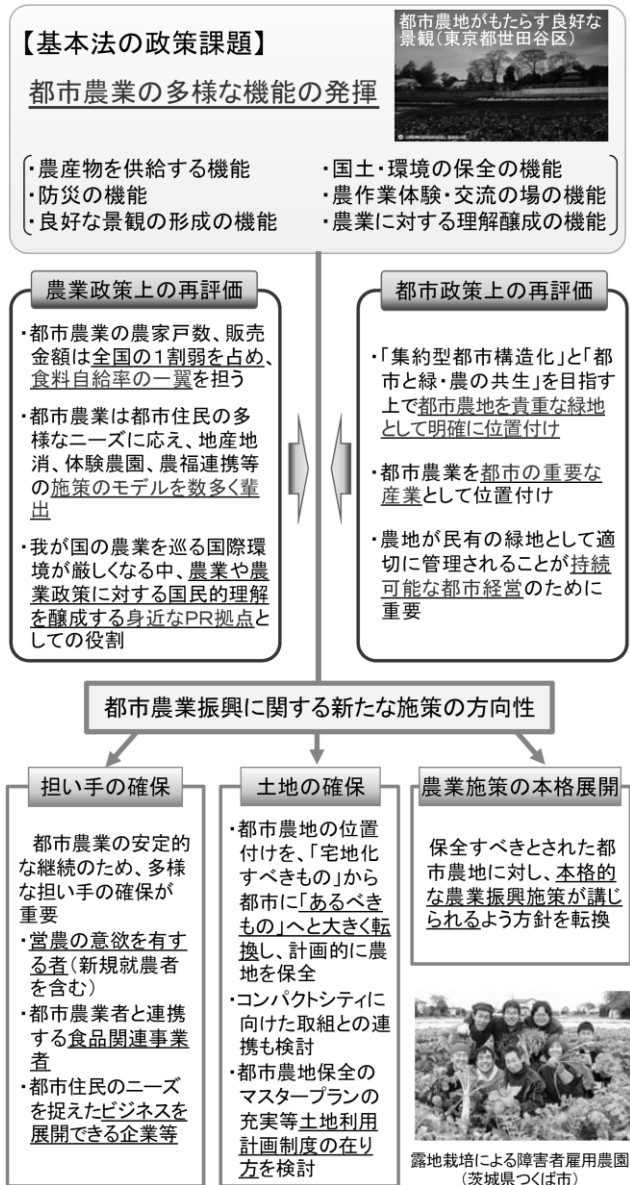 【基本法の政策課題】
都市農業の多様な機能の発揮
都市農地がもたらす良好な
景観(東京都世田谷区)
・農産物を供給する機能
・防災の機能
・良好な景観の形成の機能
・国土・環境の保全の機能
・農作業体験・交流の場の機能
・農業に対する理解醸成の機能
農業政策上の再評価
・都市農業の農家戸数、販売
金額は全国の1割弱を占め、
食料自給率の一翼を担う
・都市農業は都市住民の多
様なニーズに応え、地産地
消、体験農園、農福連携等
の施策のモデルを数多く輩
出
・我が国の農業を巡る国際環
境が厳しくなる中、農業や農
業政策に対する国民的理解
を醸成する身近なPR拠点と
しての役割
都市政策上の再評価
・「集約型都市構造化」と「都
市と緑・農の共生」を目指す
上で都市農地を貴重な緑地
として明確に位置付け
・都市農業を都市の重要な
産業として位置付け
・農地が民有の緑地として適
切に管理されることが持続
可能な都市経営のために
重要
都市農業振興に関する新たな施策の方向性
担い手の確保
都市農業の安定的
な継続のため、多様
な担い手の確保が
重要
・営農の意欲を有す
る者(新規就農者
を含む)
・都市農業者と連携
する食品関連事業
者
・都市住民のニーズ
を捉えたビジネスを
展開できる企業等
土地の確保
・都市農地の位置
付けを、「宅地化
すべきもの」から
都市に「あるべき
もの」へと大きく転
換し、計画的に農
地を保全
・コンパクトシティに
向けた取組との連
携も検討
・都市農地保全の
マスタープランの
充実等土地利用
計画制度の在り
方を検討
農業施策の本格展開
保全すべきとされた都
市農地に対し、本格的
な農業振興施策が講じ
られるよう方針を転換
露地栽培による障害者雇用農園
(茨城県つくば市)